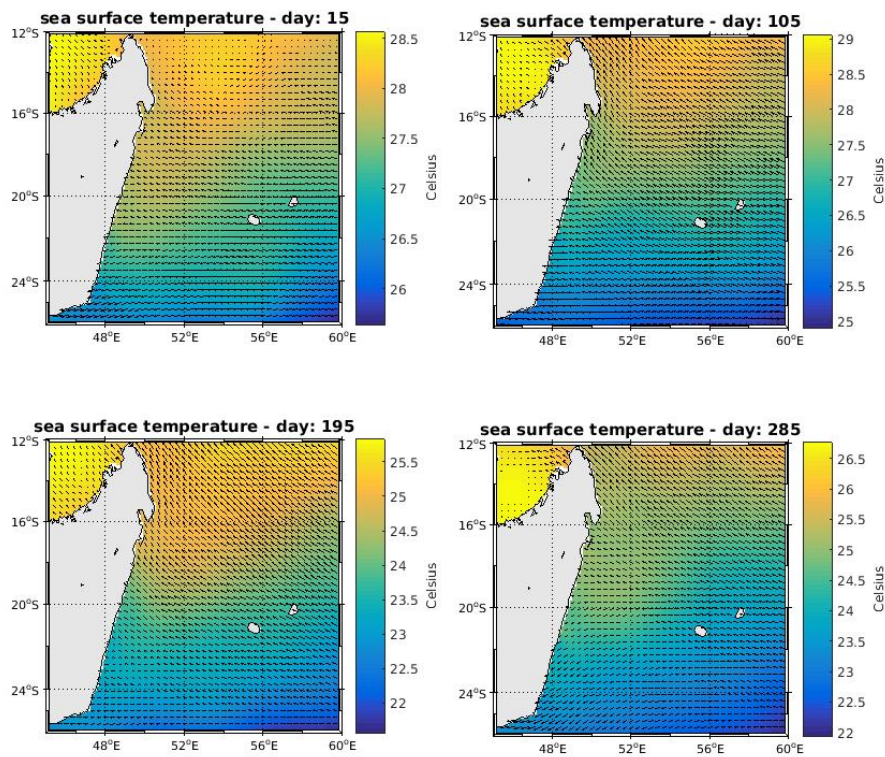 sea surface temperature - day: 15
12°S
16°S
20°S
24°S
48°E
52°E
56°E
60°E
28.5
28
27.5
27
26.5
26
Celsius
sea surface temperature - day: 105
12°S
16°S
20°S
24°S
48°E
52°E
56°E
60°E
29
28.5
28
27.5
27
26.5
26
25.5
25
Celsius
sea surface temperature - day: 195
12°S
16°S
20°S
24°S
48°E
52°E
56°E
60°E
25.5
25
24.5
24
23.5
23
22.5
22
Celsius
sea surface temperature - day: 285
12°S
16°S
20°S
24°S
48°E
52°E
56°E
60°E
26.5
26
25.5
25
24.5
24
23.5
23
22.5
22
Celsius